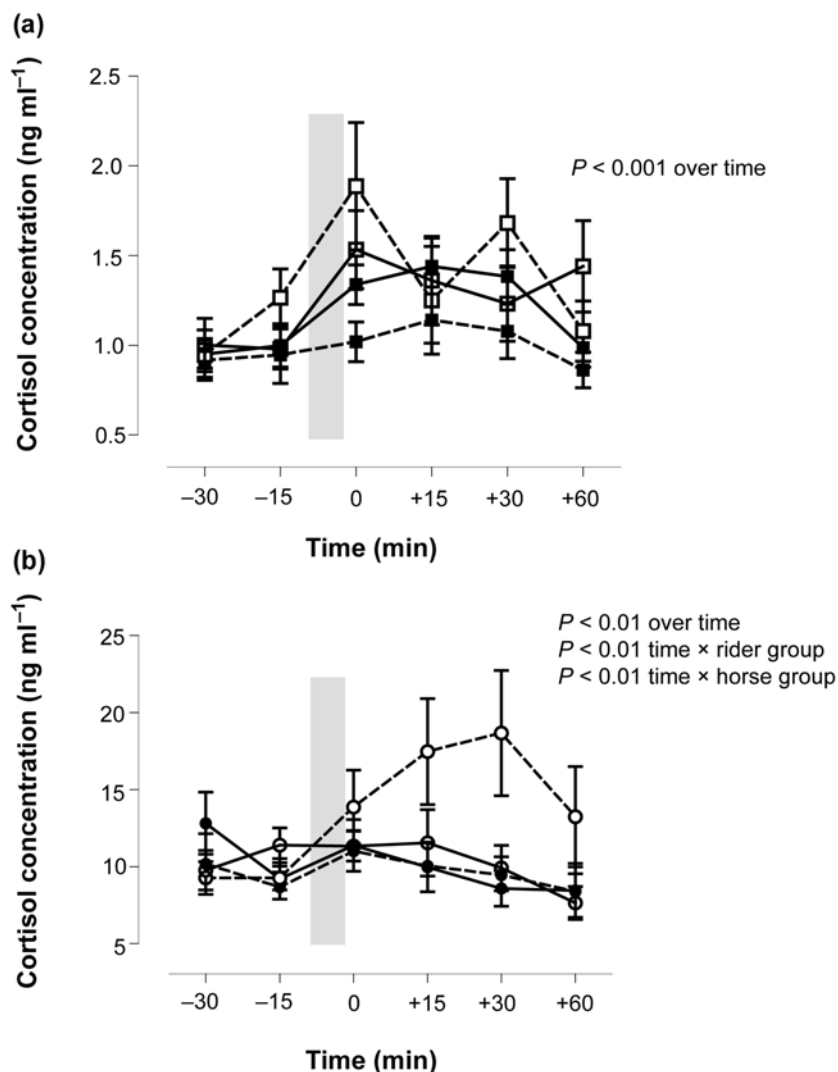 (a)
Cortisol concentration (ng ml⁻¹)
2.5
2.0
1.5
1.0
0.5
P < 0.001 over time
–30 –15 0 +15 +30 +60
Time (min)
(b)
Cortisol concentration (ng ml⁻¹)
25
20
15
10
5
P < 0.01 over time
P < 0.01 time × rider group
P < 0.01 time × horse group
–30 –15 0 +15 +30 +60
Time (min)